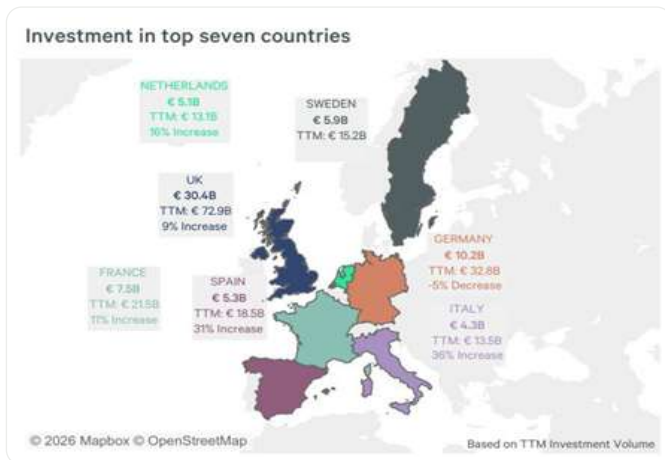 Investment in top seven countries
NETHERLANDS
€ 5.1B
TTM: € 13.1B
16% Increase
SWEDEN
€ 5.9B
TTM: € 15.2B
UK
€ 30.4B
TTM: € 72.9B
9% Increase
GERMANY
€ 10.2B
TTM: € 32.8B
-5% Decrease
FRANCE
€ 7.5B
TTM: € 21.5B
11% Increase
SPAIN
€ 5.3B
TTM: € 18.5B
31% Increase
ITALY
€ 4.3B
TTM: € 13.5B
36% Increase
© 2026 Mapbox © OpenStreetMap
Based on TTM Investment Volume